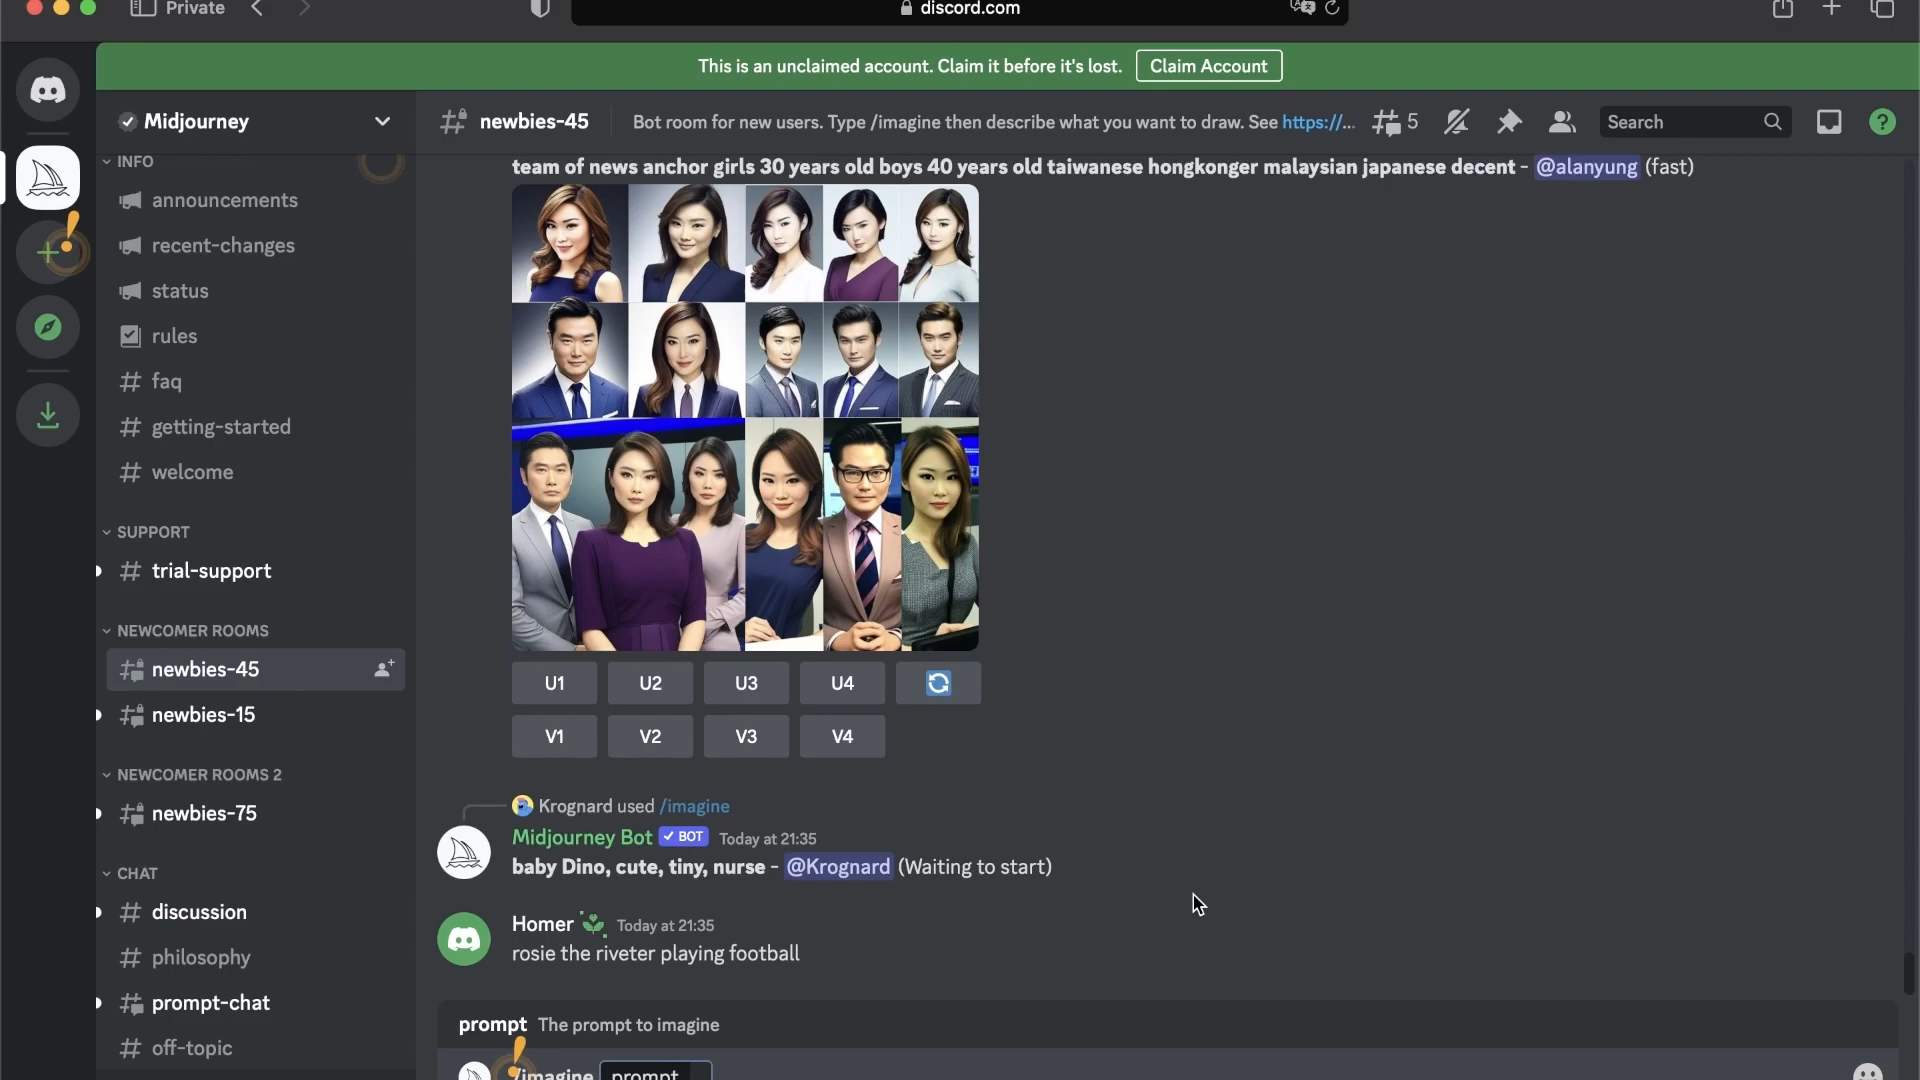 Private
discord.com
This is an unclaimed account. Claim it before it's lost.
Claim Account
Midjourney
newbies-45
Bot room for new users. Type /imagine then describe what you want to draw. See https://...
5
Search
INFO
announcements
recent-changes
status
rules
faq
getting-started
welcome
SUPPORT
trial-support
NEWCOMER ROOMS
newbies-45
newbies-15
NEWCOMER ROOMS 2
newbies-75
CHAT
discussion
philosophy
prompt-chat
off-topic
team of news anchor girls 30 years old boys 40 years old taiwanese hongkonger malaysian japanese decent - @alanyung (fast)
U1 U2 U3 U4
V1 V2 V3 V4
Krognard used /imagine
Midjourney Bot BOT Today at 21:35
baby Dino, cute, tiny, nurse - @Krognard (Waiting to start)
Homer Today at 21:35
rosie the riveter playing football
prompt The prompt to imagine
/imagine prompt